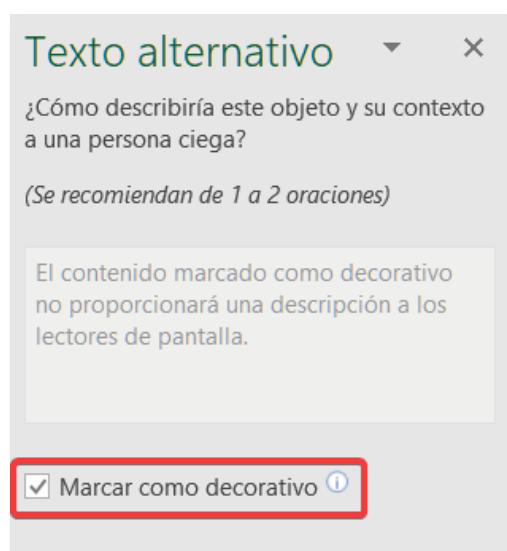 Texto alternativo
¿Cómo describiría este objeto y su contexto
a una persona ciega?
(Se recomiendan de 1 a 2 oraciones)
El contenido marcado como decorativo
no proporcionará una descripción a los
lectores de pantalla.
Marcar como decorativo